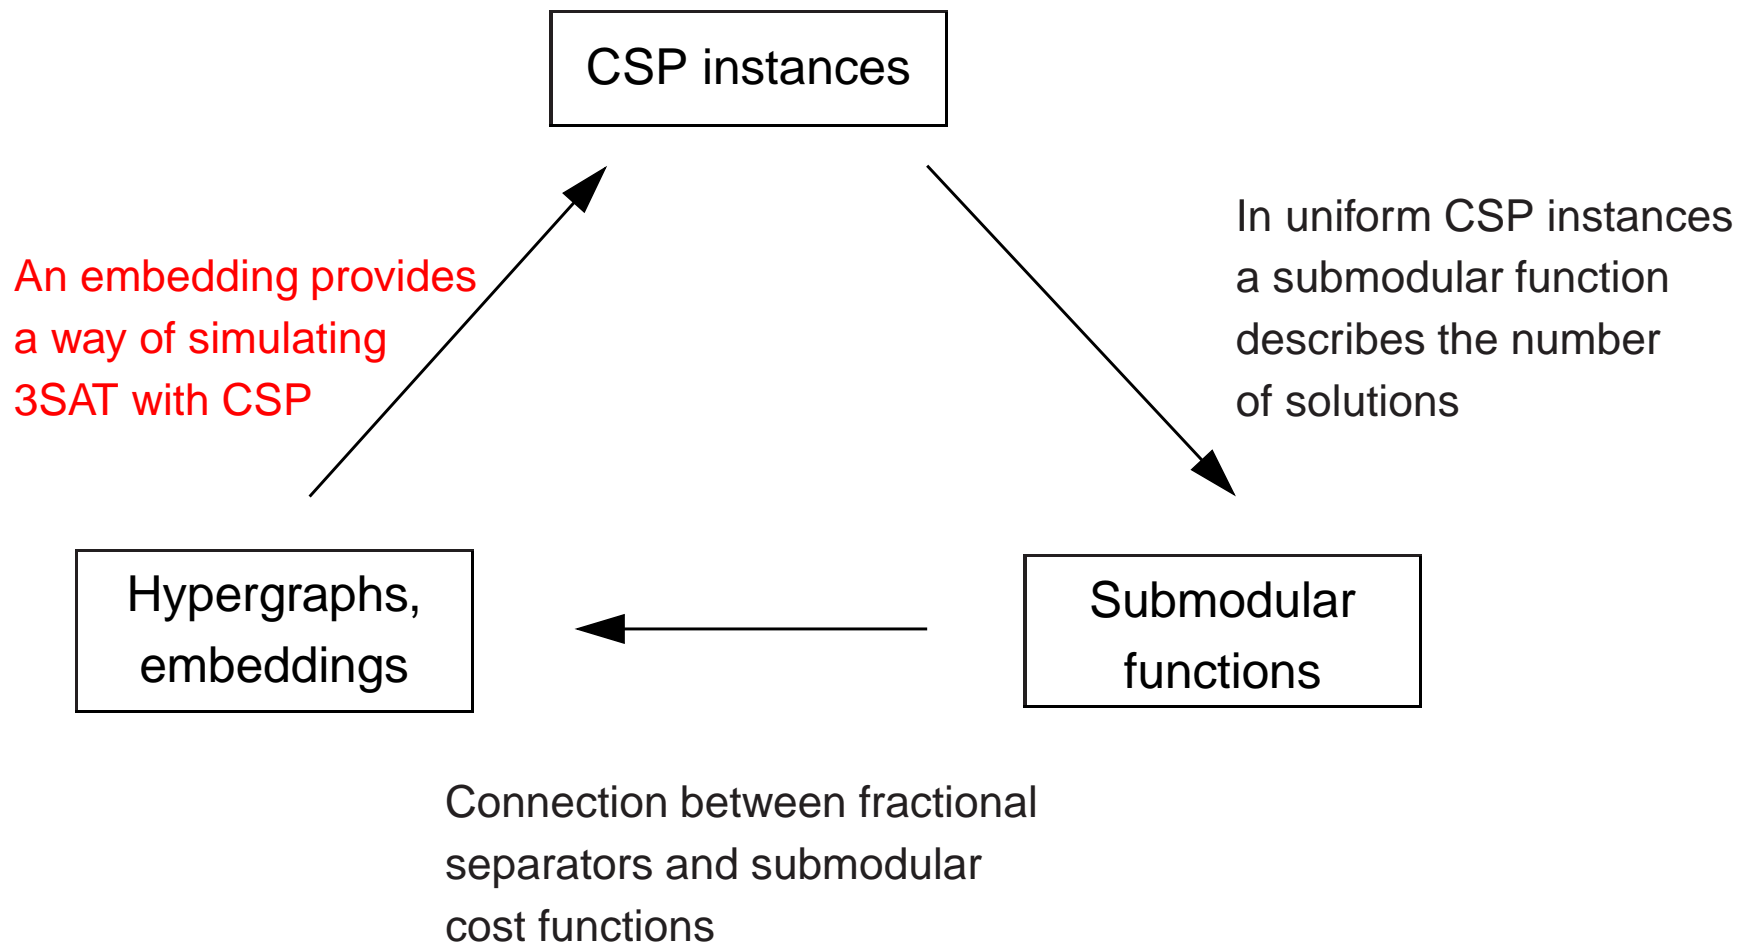 CSP instances
In uniform CSP instances
a submodular function
describes the number
of solutions
An embedding provides
a way of simulating
3SAT with CSP
Hypergraphs,
embeddings
Submodular
functions
Connection between fractional
separators and submodular
cost functions